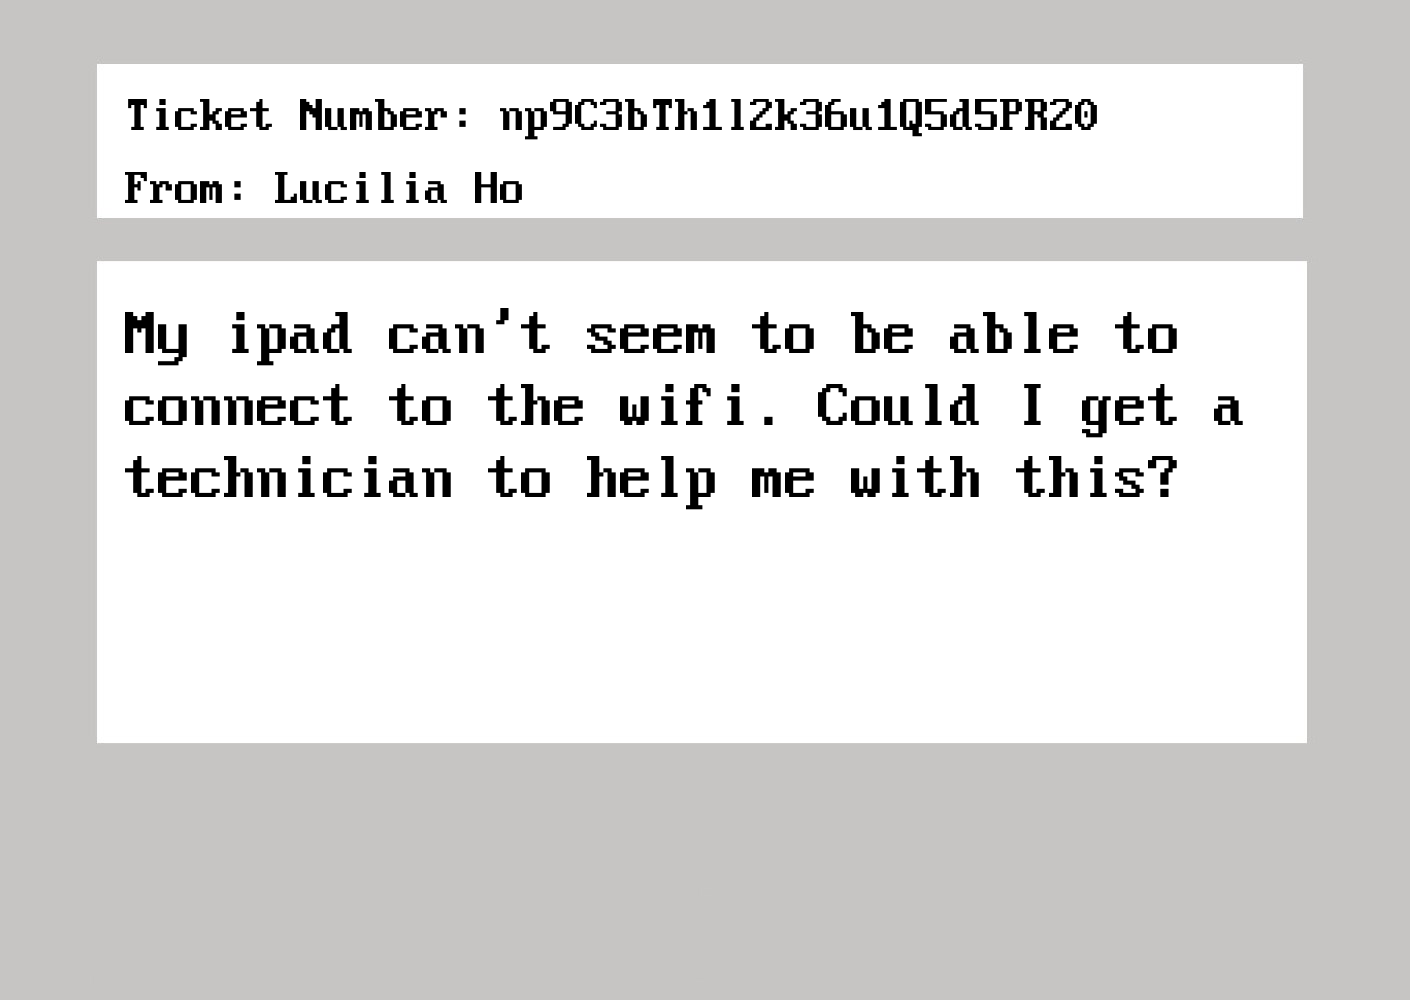 Ticket Number: np9C3bTh1l2k36u1Q5d5PR20
From: Lucilia Ho
My ipad can't seem to be able to
connect to the wifi. Could I get a
technician to help me with this?